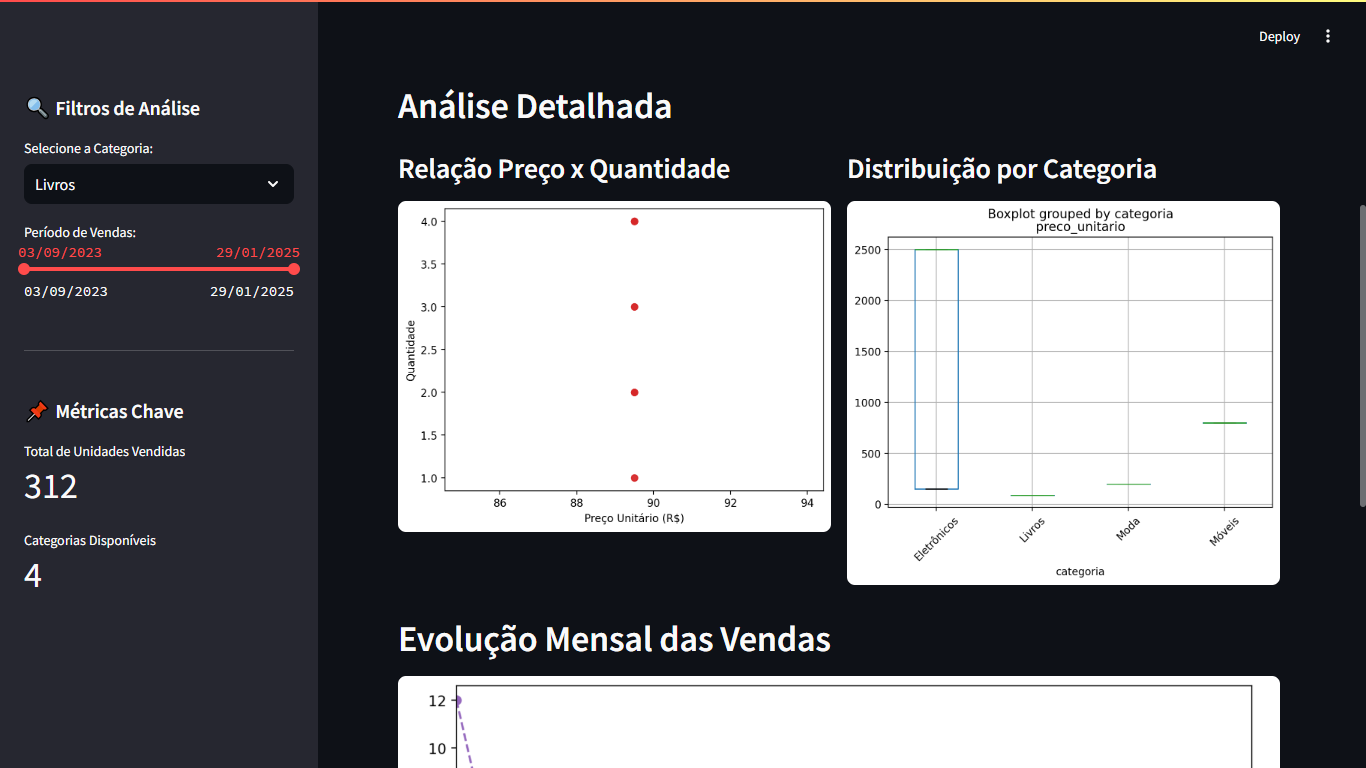 Deploy
🔍 Filtros de Análise
Selecione a Categoria:
Livros
Período de Vendas:
03/09/2023 29/01/2025
03/09/2023 29/01/2025
📌 Métricas Chave
Total de Unidades Vendidas
312
Categorias Disponíveis
4
Análise Detalhada
Relação Preço x Quantidade
4.0
3.5
3.0
2.5
2.0
1.5
1.0
Quantidade
86 88 90 92 94
Preço Unitário (R$)
Distribuição por Categoria
Boxplot grouped by categoria
preco_unitario
2500
2000
1500
1000
500
0
Eletrônicos Livros Moda Móveis
categoria
Evolução Mensal das Vendas
12
10